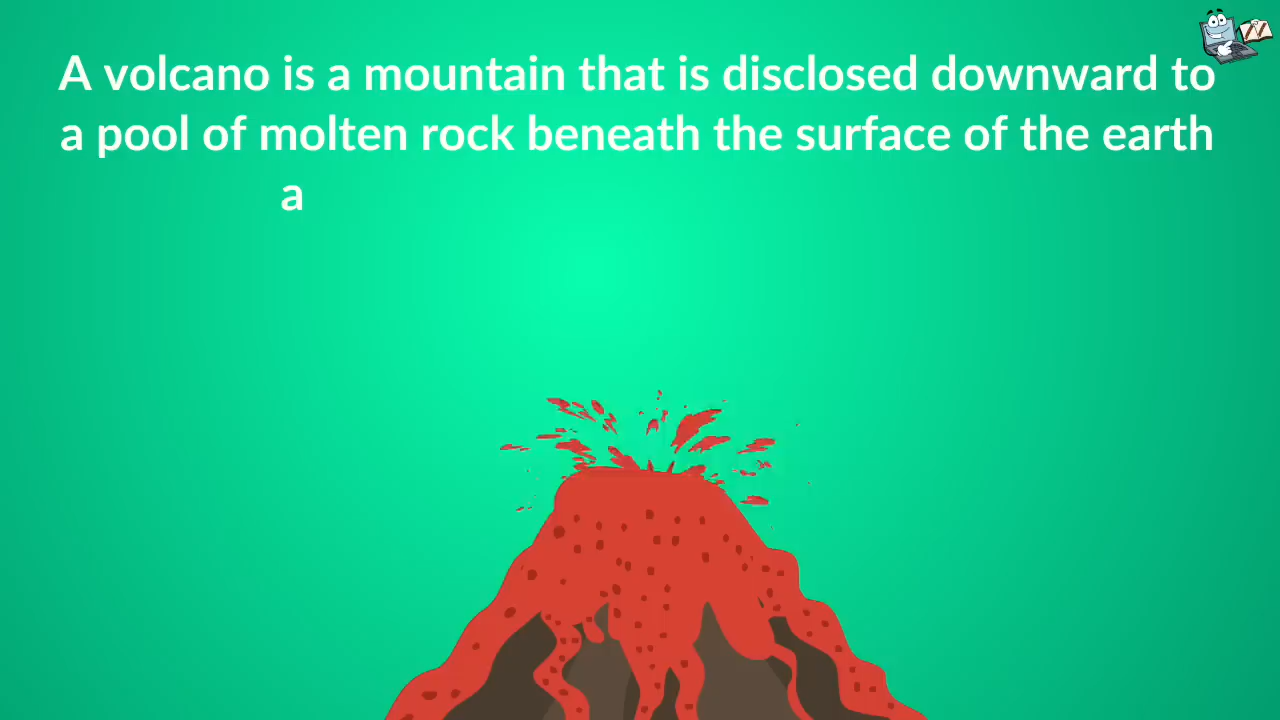 A volcano is a mountain that is disclosed downward to
a pool of molten rock beneath the surface of the earth
a